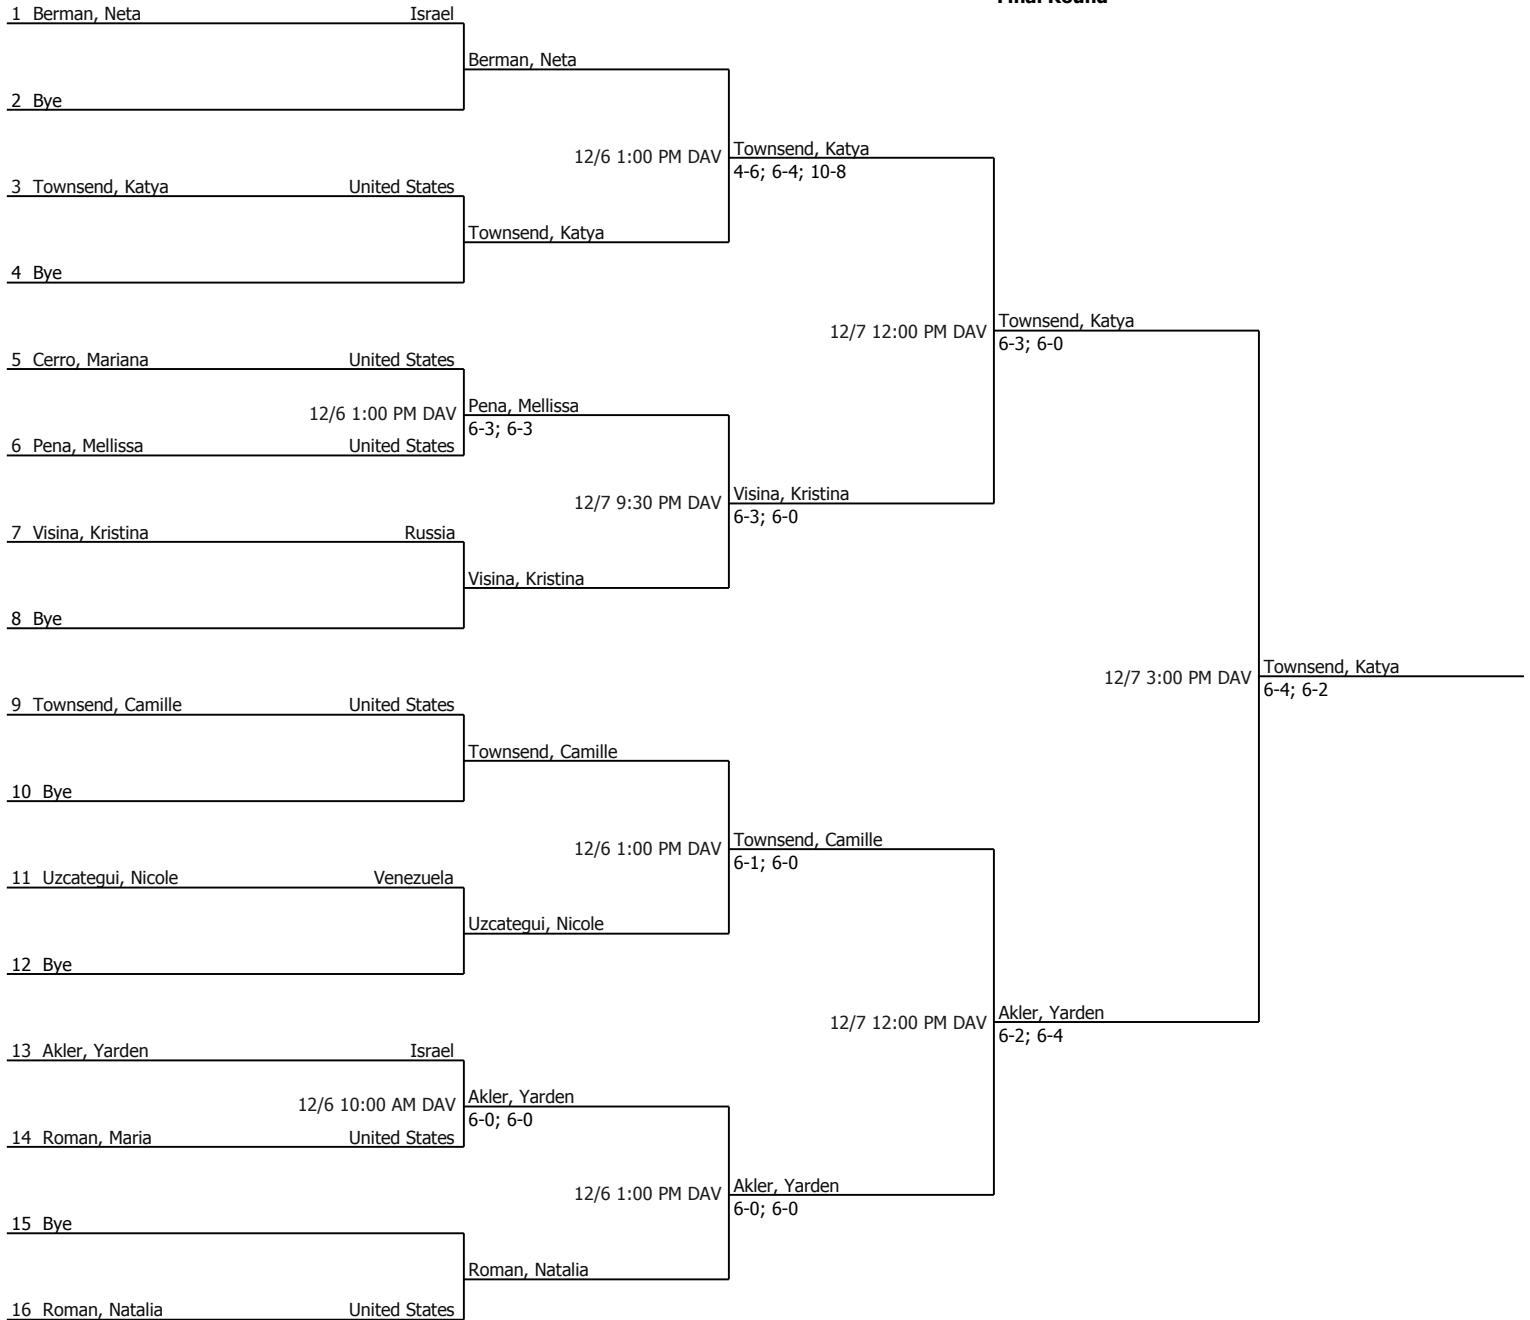 Final Round
1 Berman, Neta Israel
Berman, Neta
2 Bye
12/6 1:00 PM DAV Townsend, Katya
4-6; 6-4; 10-8
3 Townsend, Katya United States
Townsend, Katya
4 Bye
12/7 12:00 PM DAV Townsend, Katya
6-3; 6-0
5 Cerro, Mariana United States
12/6 1:00 PM DAV Pena, Mellissa
6-3; 6-3
6 Pena, Mellissa United States
12/7 9:30 PM DAV Visina, Kristina
6-3; 6-0
7 Visina, Kristina Russia
Visina, Kristina
8 Bye
12/7 3:00 PM DAV Townsend, Katya
6-4; 6-2
9 Townsend, Camille United States
Townsend, Camille
10 Bye
12/6 1:00 PM DAV Townsend, Camille
6-1; 6-0
11 Uzcategui, Nicole Venezuela
Uzcategui, Nicole
12 Bye
12/7 12:00 PM DAV Akler, Yarden
6-2; 6-4
13 Akler, Yarden Israel
12/6 10:00 AM DAV Akler, Yarden
6-0; 6-0
14 Roman, Maria United States
12/6 1:00 PM DAV Akler, Yarden
6-0; 6-0
15 Bye
Roman, Natalia
16 Roman, Natalia United States